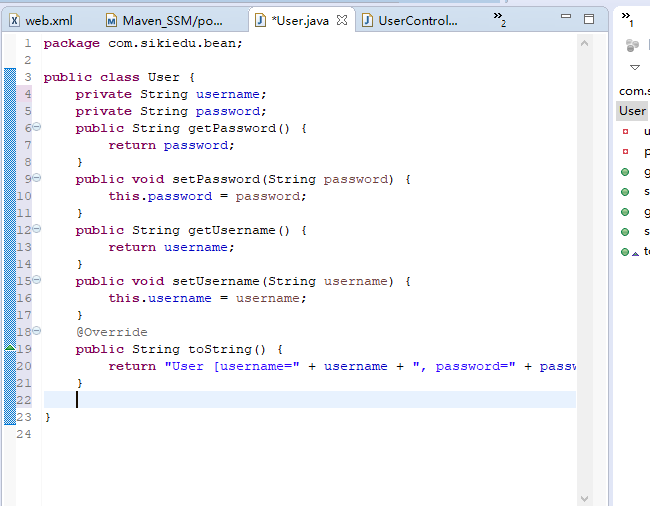 web.xml Maven_SSM/po... *User.java UserControl... »2 »1
1 package com.sikiedu.bean;
2
3 public class User {
4 private String username;
5 private String password;
6 public String getPassword() {
7 return password;
8 }
9 public void setPassword(String password) {
10 this.password = password;
11 }
12 public String getUsername() {
13 return username;
14 }
15 public void setUsername(String username) {
16 this.username = username;
17 }
18 @Override
19 public String toString() {
20 return "User [username=" + username + ", password=" + passw
21 }
22
23 }
24
com.s
User
u
p
g
s
g
s
to